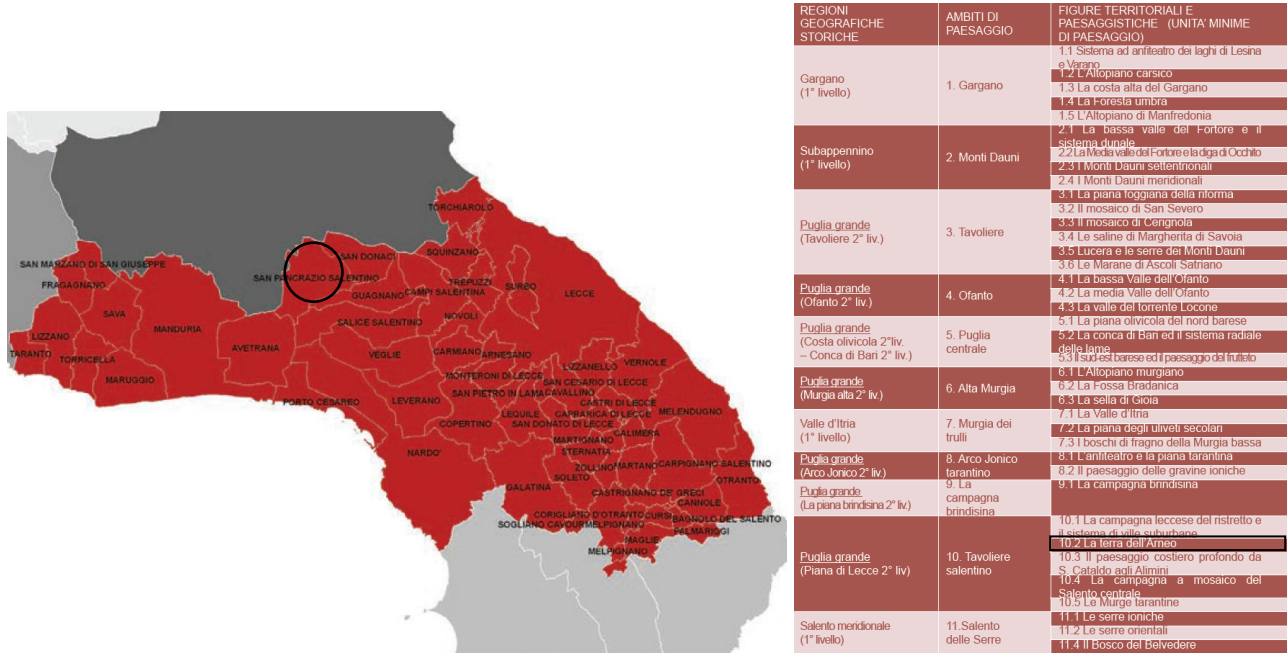 TORCHIAROLO
SAN DONACI
SQUINZANO
SAN MARZANO DI SAN GIUSEPPE
SAN PANCRAZIO SALENTINO
TREPUZZI
FRAGAGNANO
GUAGNANO
CAMPI SALENTINA
SURBO
LECCE
SAVA
MANDURIA
SALICE SALENTINO
NOVOLI
LIZZANO
AVETRANA
VEGLIE
CARMIANO
ARNESANO
TARANTO
TORRICELLA
LIZZANELLO
VERNOLE
MARUGGIO
MONTERONI DI LECCE
SAN CESARIO DI LECCE
PORTO CESAREO
LEVERANO
SAN PIETRO IN LAMA
CAVALLINO
CASTRI DI LECCE
LEQUILE
CAPRARICA DI LECCE
MELENDUGNO
COPERTINO
SAN DONATO DI LECCE
CALIMERA
MARTIGNANO
NARDO'
STERNATIA
ZOLLINO
MARTANO
CARPIGNANO SALENTINO
SOLETO
GALATINA
OTRANTO
CASTRIGNANO DE' GRECI
CANNOLE
CORIGLIANO D'OTRANTO
CURSI
BAGNOLO DEL SALENTO
SOGLIANO CAVOUR
MELPIGNANO
PALMARIGGI
MAGLIE
MELPIGNANO
REGIONI
GEOGRAFICHE
STORICHE
AMBITI DI
PAESAGGIO
FIGURE TERRITORIALI E
PAESAGGISTICHE (UNITA' MINIME
DI PAESAGGIO)
Gargano
(1° livello)
1. Gargano
1.1 Sistema ad anfiteatro dei laghi di Lesina
e Varano
1.2 L'Altopiano carsico
1.3 La costa alta del Gargano
1.4 La Foresta umbra
1.5 L'Altopiano di Manfredonia
Subappennino
(1° livello)
2. Monti Dauni
2.1 La bassa valle del Fortore e il
sistema dunale
2.2 La Media valle del Fortore e la diga di Occhito
2.3 I Monti Dauni settentrionali
2.4 I Monti Dauni meridionali
Puglia grande
(Tavoliere 2° liv.)
3. Tavoliere
3.1 La piana foggiana della riforma
3.2 Il mosaico di San Severo
3.3 Il mosaico di Cerignola
3.4 Le saline di Margherita di Savoia
3.5 Lucera e le serre dei Monti Dauni
3.6 Le Marane di Ascoli Satriano
Puglia grande
(Ofanto 2° liv.)
4. Ofanto
4.1 La bassa Valle dell'Ofanto
4.2 La media Valle dell'Ofanto
4.3 La valle del torrente Locone
Puglia grande
(Costa olivicola 2°liv.
– Conca di Bari 2° liv.)
5. Puglia
centrale
5.1 La piana olivicola del nord barese
5.2 La conca di Bari ed il sistema radiale
delle lame
5.3 Il sud-est barese ed il paesaggio del frutteto
Puglia grande
(Murgia alta 2° liv.)
6. Alta Murgia
6.1 L'Altopiano murgiano
6.2 La Fossa Bradanica
6.3 La sella di Gioia
Valle d'Itria
(1° livello)
7. Murgia dei
trulli
7.1 La Valle d'Itria
7.2 La piana degli uliveti secolari
7.3 I boschi di fragno della Murgia bassa
Puglia grande
(Arco Jonico 2° liv.)
8. Arco Jonico
tarantino
8.1 L'anfiteatro e la piana tarantina
8.2 Il paesaggio delle gravine ioniche
Puglia grande
(La piana brindisina 2° liv.)
9. La
campagna
brindisina
9.1 La campagna brindisina
Puglia grande
(Piana di Lecce 2° liv)
10. Tavoliere
salentino
10.1 La campagna leccese del ristretto e
il sistema di ville suburbane
10.2 La terra dell'Arneo
10.3 Il paesaggio costiero profondo da
S. Cataldo agli Alimini
10.4 La campagna a mosaico del
Salento centrale
10.5 Le Murge tarantine
Salento meridionale
(1° livello)
11.Salento
delle Serre
11.1 Le serre ioniche
11.2 Le serre orientali
11.4 Il Bosco del Belvedere